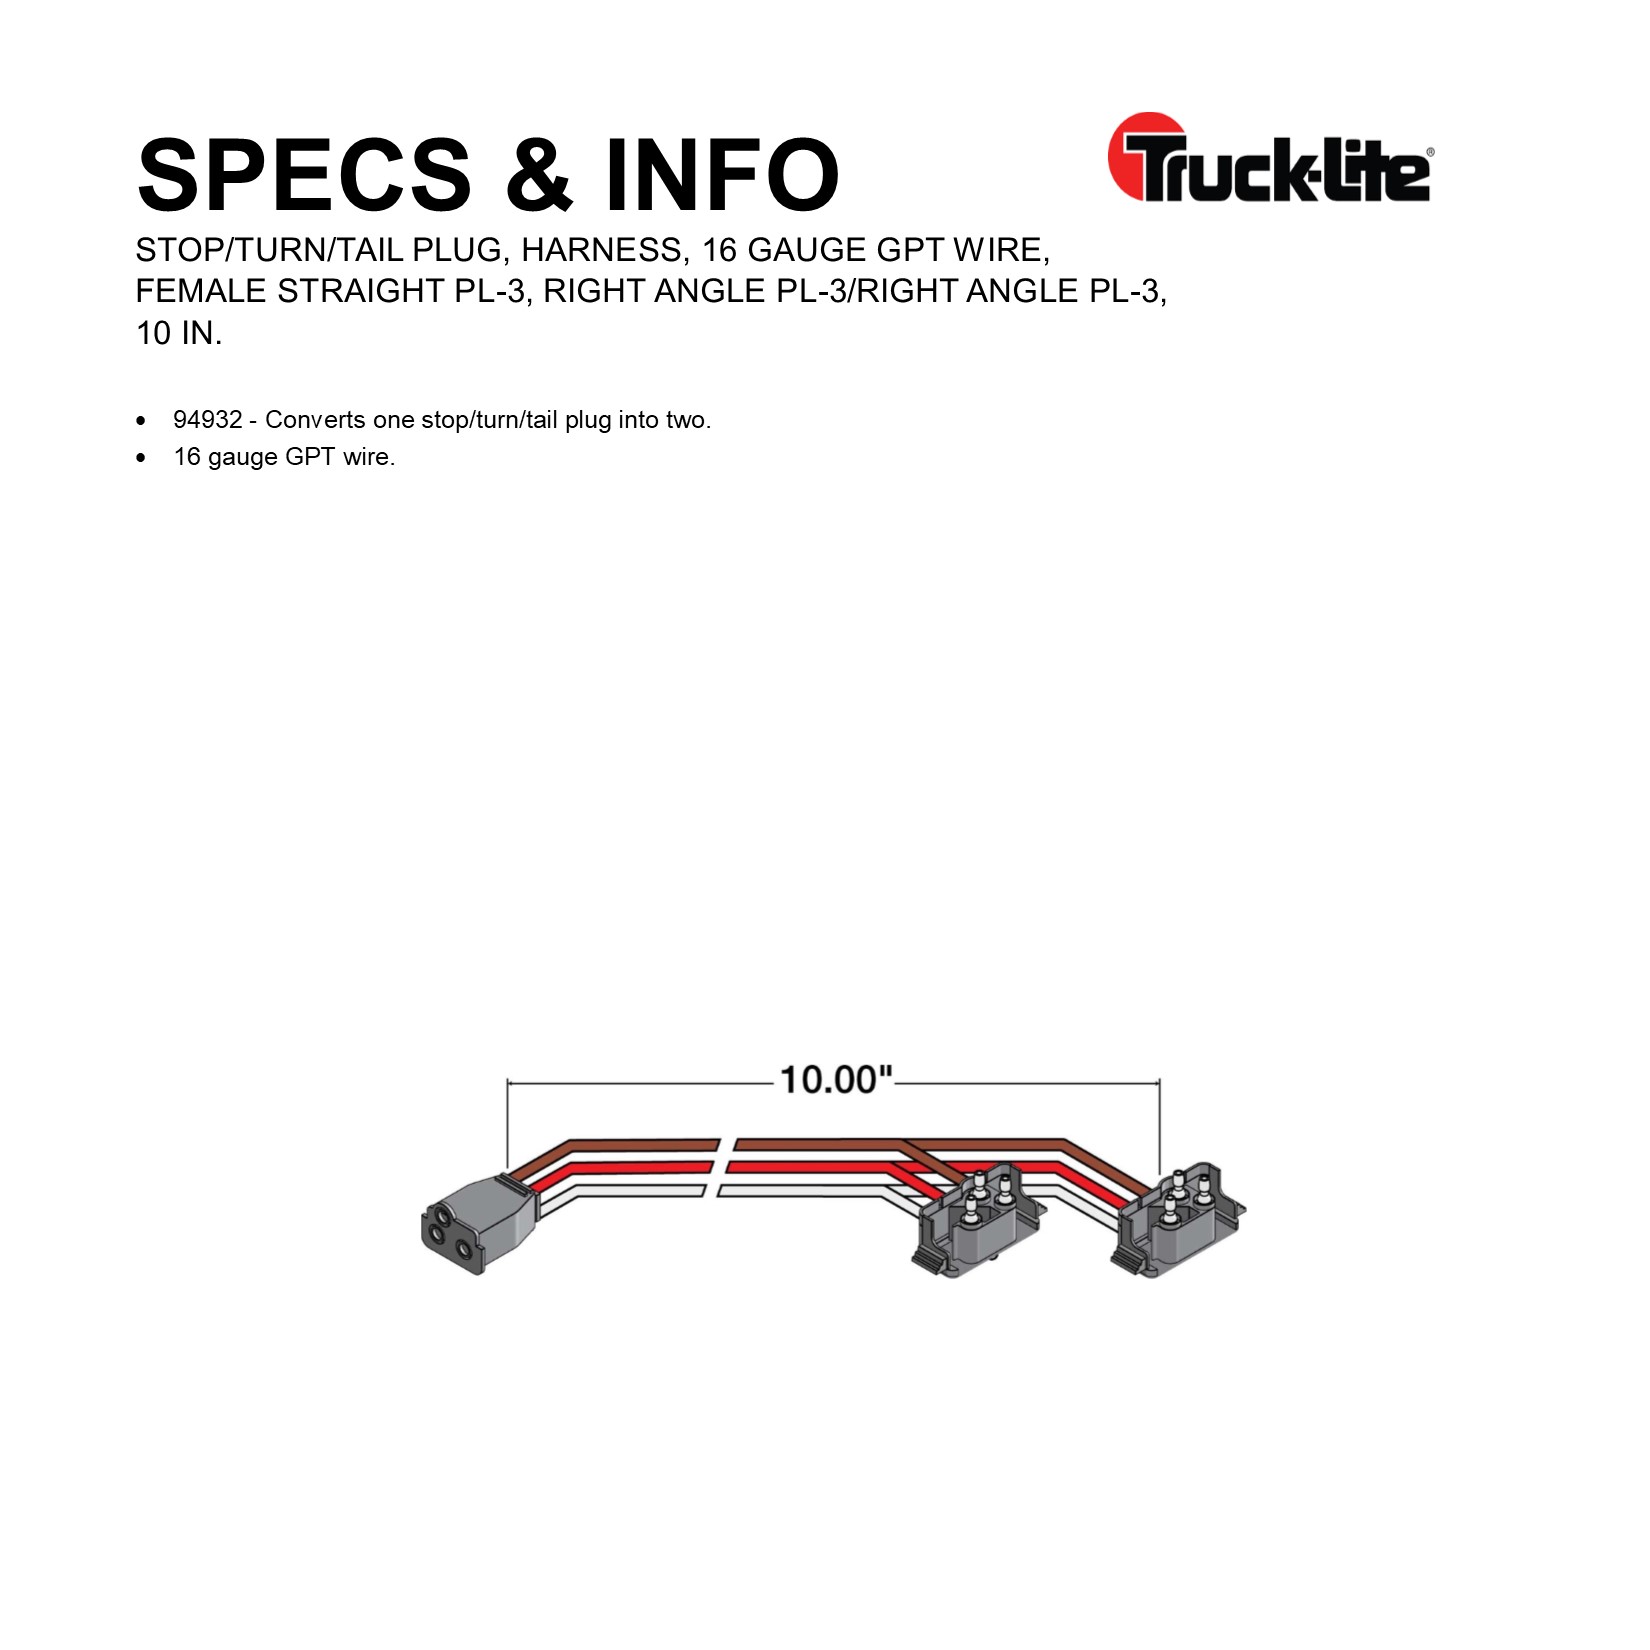 SPECS & INFO
Truck-Lite®
STOP/TURN/TAIL PLUG, HARNESS, 16 GAUGE GPT WIRE,
FEMALE STRAIGHT PL-3, RIGHT ANGLE PL-3/RIGHT ANGLE PL-3,
10 IN.
• 94932 - Converts one stop/turn/tail plug into two.
• 16 gauge GPT wire.
10.00"